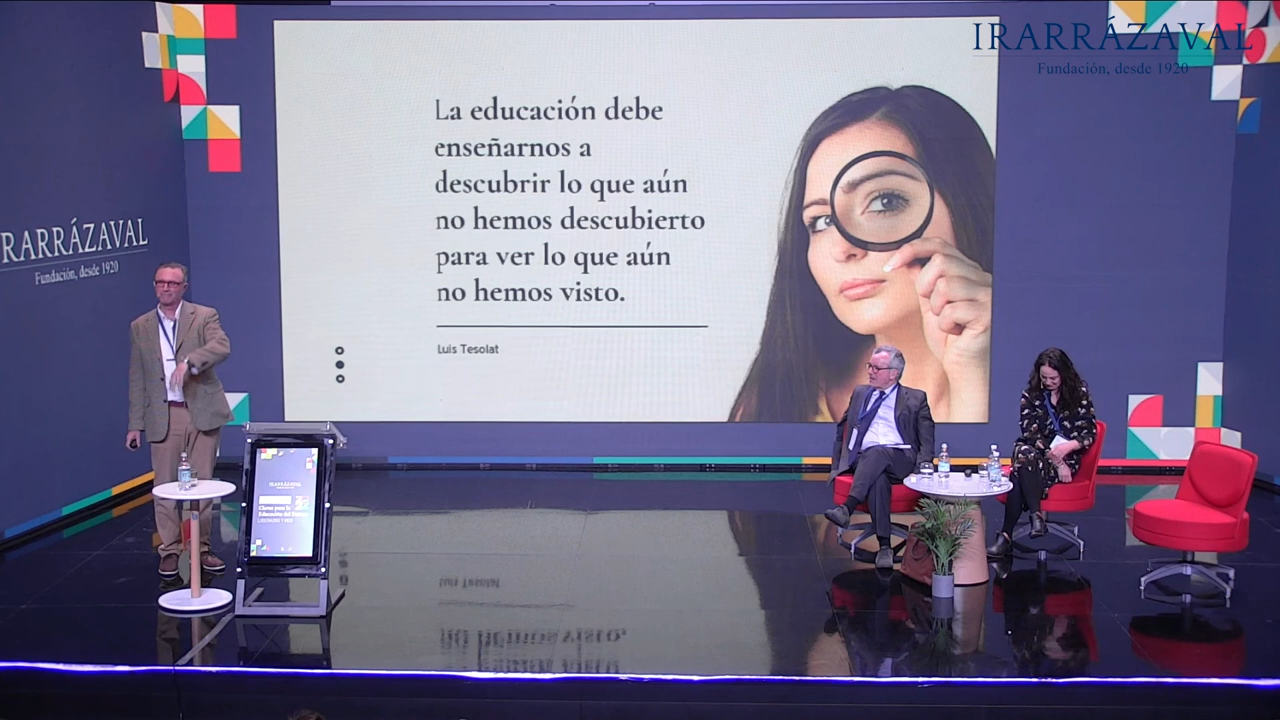 IRARRÁZAVAL
Fundación, desde 1920
La educación debe
enseñarnos a
descubrir lo que aún
no hemos descubierto
para ver lo que aún
no hemos visto.
Luis Tesolat
RARRÁZAVAL
Fundación, desde 1920
IRARRÁZAVAL